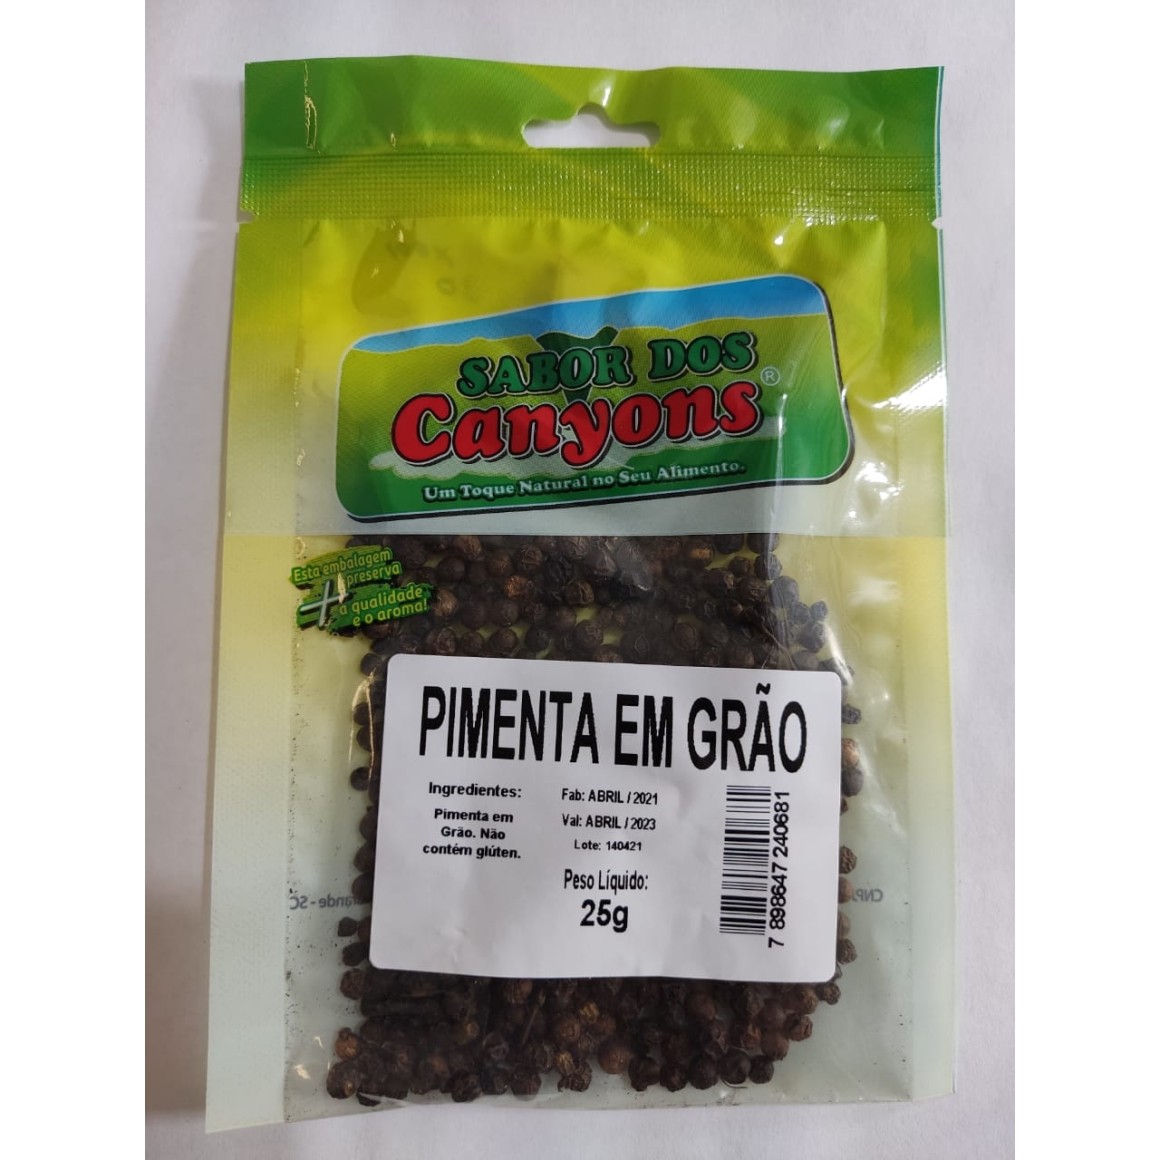 SABOR DOS
Canyons®
Um Toque Natural no Seu Alimento.
Esta embalagem
+ preserva
a qualidade
e o aroma!
PIMENTA EM GRÃO
Ingredientes:
Pimenta em
Grão. Não
contém glúten.
Fab: ABRIL / 2021
Val: ABRIL / 2023
Lote: 140421
Peso Líquido:
25g
7 898647 240681